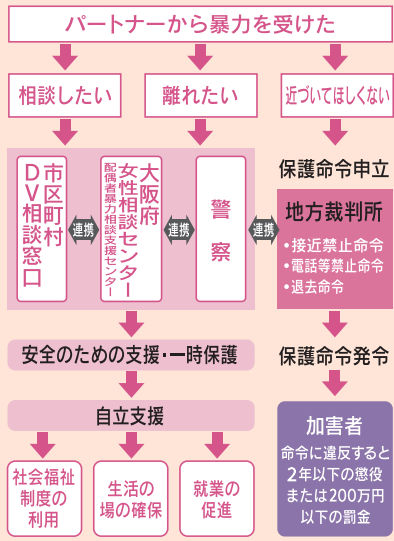 パートナーから暴力を受けた
相談したい
離れたい
近づいてほしくない
市区町村
DV相談窓口
連携
大阪府
女性相談センター
配偶者暴力相談支援センター
連携
警察
連携
保護命令申立
地方裁判所
・接近禁止命令
・電話等禁止命令
・退去命令
安全のための支援・一時保護
保護命令発令
自立支援
社会福祉
制度の
利用
生活の
場の確保
就業の
促進
加害者
命令に違反すると
2年以下の懲役
または200万円
以下の罰金